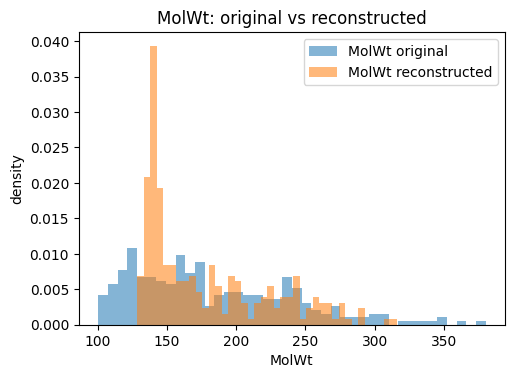 MolWt: original vs reconstructed
MolWt original
MolWt reconstructed
density
0.040
0.035
0.030
0.025
0.020
0.015
0.010
0.005
0.000
100 150 200 250 300 350
MolWt